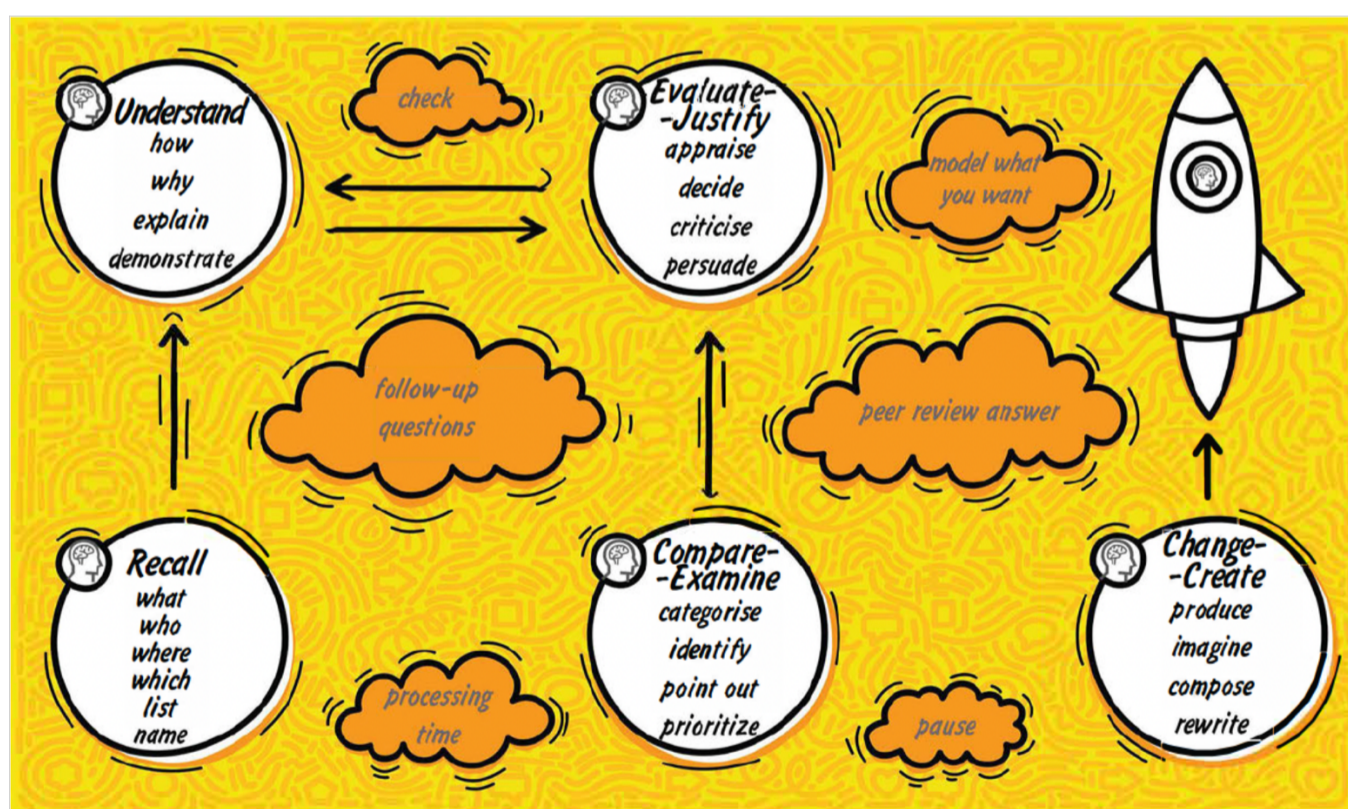 Understand
how
why
explain
demonstrate
check
Evaluate-
-Justify
appraise
decide
criticise
persuade
model what
you want
follow-up
questions
peer review answer
Recall
what
who
where
which
list
name
processing
time
Compare-
-Examine
categorise
identify
point out
prioritize
pause
Change-
-Create
produce
imagine
compose
rewrite